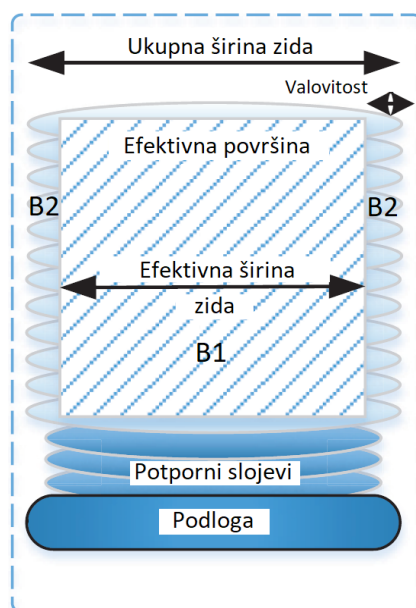 Ukupna širina zida
Valovitost
Efektivna površina
B2
B2
Efektivna širina
zida
B1
Potporni slojevi
Podloga